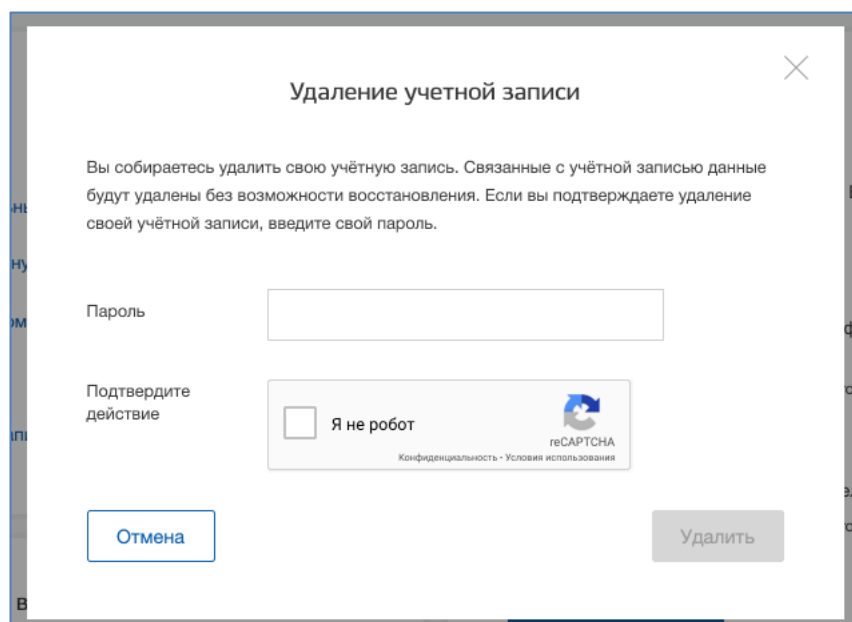 Удаление учетной записи
Вы собираетесь удалить свою учётную запись. Связанные с учётной записью данные
будут удалены без возможности восстановления. Если вы подтверждаете удаление
своей учётной записи, введите свой пароль.
Пароль
Подтвердите
действие
Я не робот
reCAPTCHA
Конфиденциальность - Условия использования
Отмена
Удалить